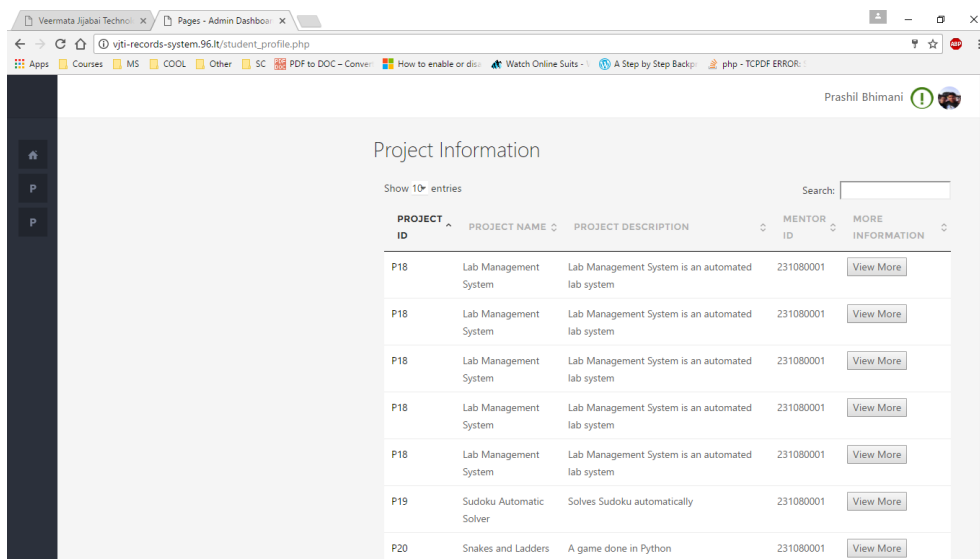 Veermata Jijabai Technolo
Pages - Admin Dashboar
vjti-records-system.96.lt/student_profile.php
ABP
Apps Courses MS COOL Other SC PDF to DOC – Conver How to enable or disa Watch Online Suits - A Step by Step Backp php - TCPDF ERROR:
Prashil Bhimani
Project Information
Show 10 entries
Search:
PROJECT ID PROJECT NAME PROJECT DESCRIPTION MENTOR ID MORE INFORMATION
P
P18 Lab Management Lab Management System is an automated 231080001 View More
System lab system
P
P18 Lab Management Lab Management System is an automated 231080001 View More
System lab system
P18 Lab Management Lab Management System is an automated 231080001 View More
System lab system
P18 Lab Management Lab Management System is an automated 231080001 View More
System lab system
P18 Lab Management Lab Management System is an automated 231080001 View More
System lab system
P19 Sudoku Automatic Solves Sudoku automatically 231080001 View More
Solver
P20 Snakes and Ladders A game done in Python 231080001 View More